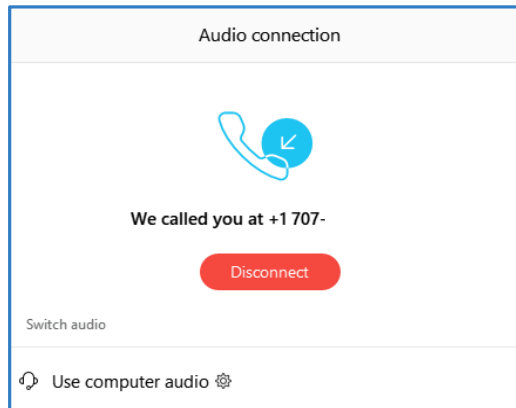 Audio connection
We called you at +1 707-
Disconnect
Switch audio
Use computer audio